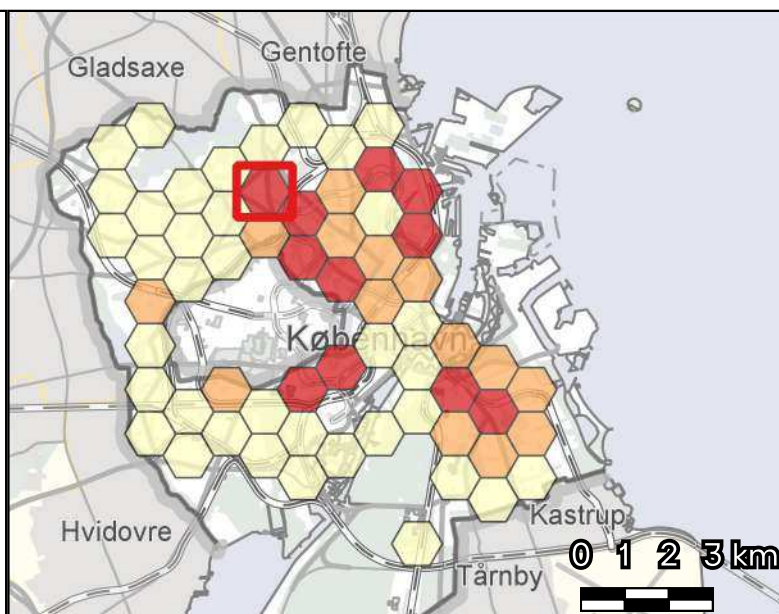 Gentofte
Gladsaxe
København
Hvidovre
Kastrup
0 1 2 3 km
Tårnby